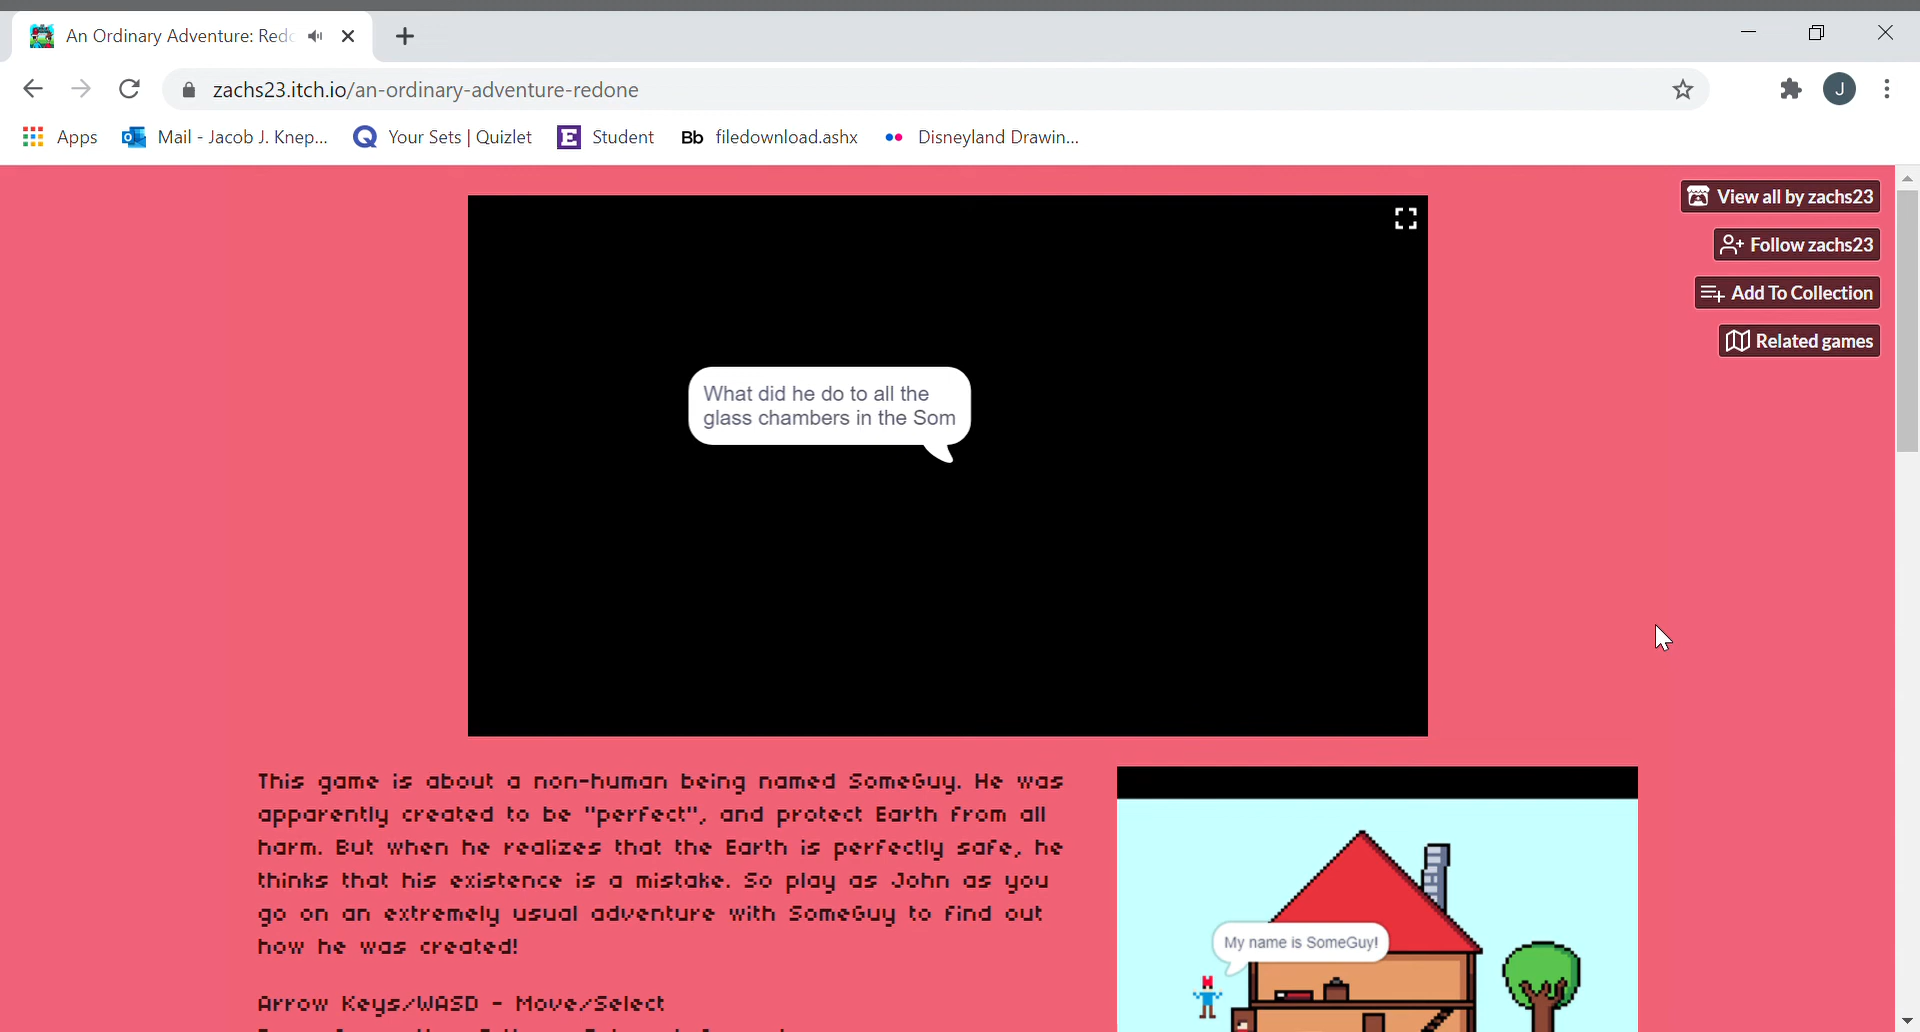 An Ordinary Adventure: Redo
zachs23.itch.io/an-ordinary-adventure-redone
J
Apps
Mail - Jacob J. Knep...
Your Sets | Quizlet
E Student
Bb filedownload.ashx
Disneyland Drawin...
View all by zachs23
Follow zachs23
Add To Collection
Related games
What did he do to all the
glass chambers in the Som
This game is about a non-human being named SomeGuy. He was
apparently created to be "perfect", and protect Earth from all
harm. But when he realizes that the Earth is perfectly safe, he
thinks that his existence is a mistake. So play as John as you
go on an extremely usual adventure with SomeGuy to find out
how he was created!
Arrow Keys/WASD - Move/Select
My name is SomeGuy!